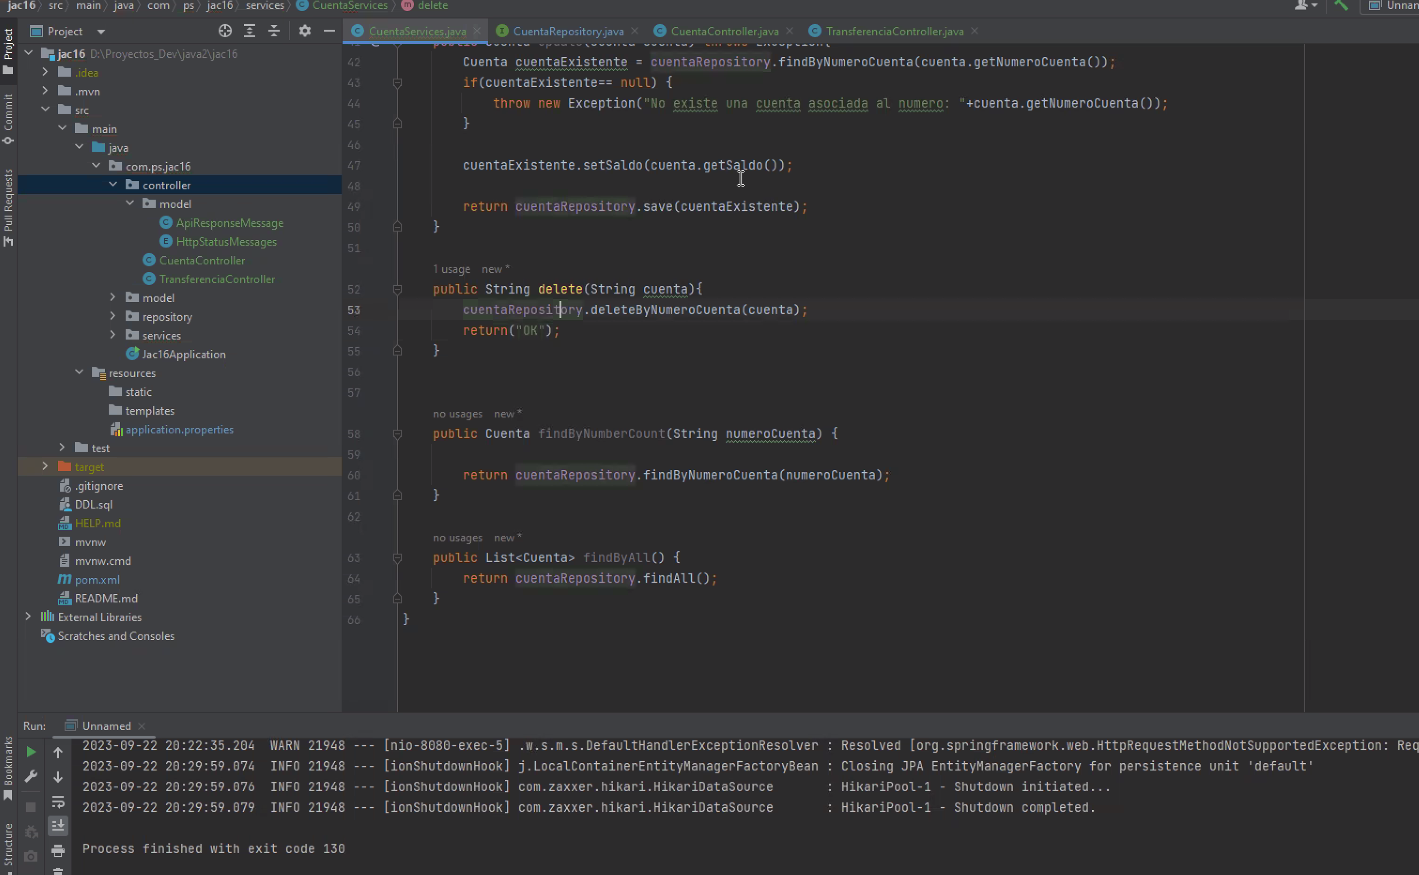 jac16 › src › main › java › com › ps › jac16 › services › CuentaServices › delete
Unnan
Project
CuentaServices.java
CuentaRepository.java
CuentaController.java
TransferenciaController.java
jac16 D:\Proyectos_Dev\java2\jac16
.idea
.mvn
src
main
java
com.ps.jac16
controller
model
ApiResponseMessage
HttpStatusMessages
CuentaController
TransferenciaController
model
repository
services
Jac16Application
resources
static
templates
application.properties
test
target
.gitignore
DDL.sql
HELP.md
mvnw
mvnw.cmd
pom.xml
README.md
External Libraries
Scratches and Consoles
Project
Commit
Pull Requests
Bookmarks
Structure
42 Cuenta cuentaExistente = cuentaRepository.findByNumeroCuenta(cuenta.getNumeroCuenta());
43 if(cuentaExistente== null) {
44 throw new Exception("No existe una cuenta asociada al numero: "+cuenta.getNumeroCuenta());
45 }
46
47 cuentaExistente.setSaldo(cuenta.getSaldo());
48
49 return cuentaRepository.save(cuentaExistente);
50 }
51
1 usage new *
52 public String delete(String cuenta){
53 cuentaRepository.deleteByNumeroCuenta(cuenta);
54 return("OK");
55 }
56
57
no usages new *
58 public Cuenta findByNumberCount(String numeroCuenta) {
59
60 return cuentaRepository.findByNumeroCuenta(numeroCuenta);
61 }
62
no usages new *
63 public List<Cuenta> findByAll() {
64 return cuentaRepository.findAll();
65 }
66 }
Run: Unnamed
2023-09-22 20:22:35.204 WARN 21948 --- [nio-8080-exec-5] .w.s.m.s.DefaultHandlerExceptionResolver : Resolved [org.springframework.web.HttpRequestMethodNotSupportedException: Req
2023-09-22 20:29:59.074 INFO 21948 --- [ionShutdownHook] j.LocalContainerEntityManagerFactoryBean : Closing JPA EntityManagerFactory for persistence unit 'default'
2023-09-22 20:29:59.076 INFO 21948 --- [ionShutdownHook] com.zaxxer.hikari.HikariDataSource : HikariPool-1 - Shutdown initiated...
2023-09-22 20:29:59.079 INFO 21948 --- [ionShutdownHook] com.zaxxer.hikari.HikariDataSource : HikariPool-1 - Shutdown completed.
Process finished with exit code 130